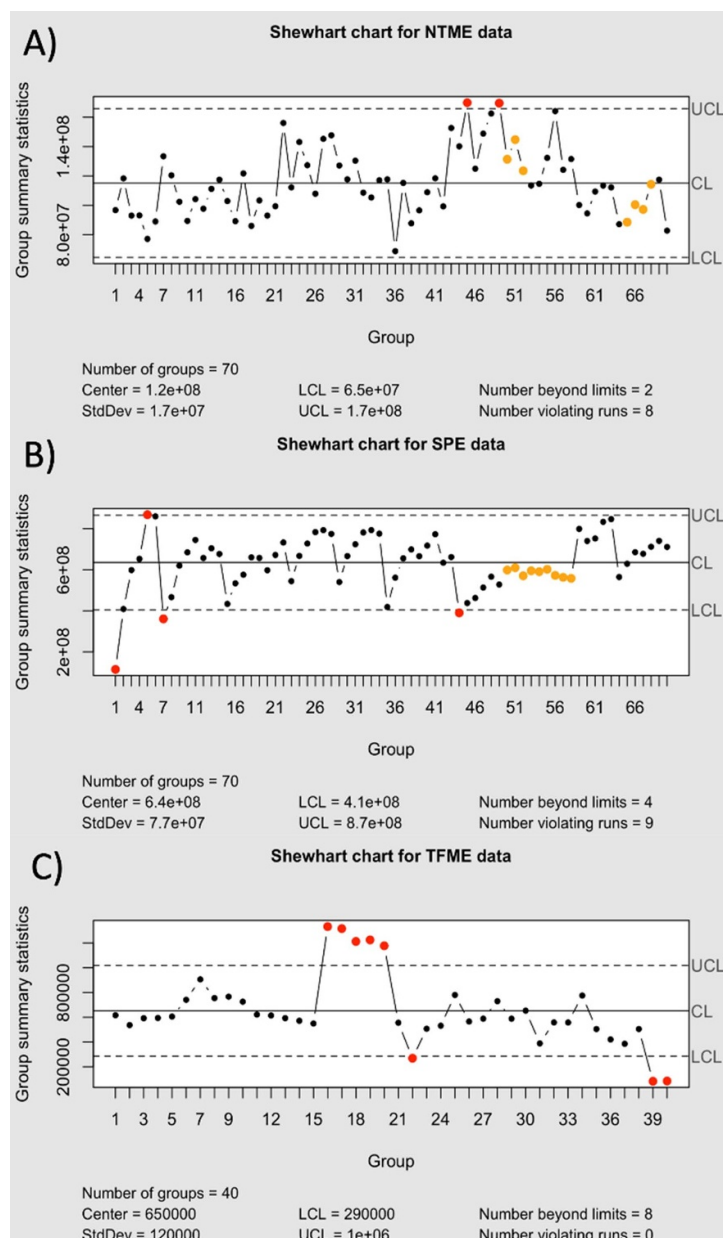 A)
Shewhart chart for NTME data
Group summary statistics
8.0e+07 1.4e+08
UCL
CL
LCL
1 4 7 11 16 21 26 31 36 41 46 51 56 61 66
Group
Number of groups = 70
Center = 1.2e+08 LCL = 6.5e+07 Number beyond limits = 2
StdDev = 1.7e+07 UCL = 1.7e+08 Number violating runs = 8
B)
Shewhart chart for SPE data
Group summary statistics
2e+08 6e+08
UCL
CL
LCL
1 4 7 11 16 21 26 31 36 41 46 51 56 61 66
Group
Number of groups = 70
Center = 6.4e+08 LCL = 4.1e+08 Number beyond limits = 4
StdDev = 7.7e+07 UCL = 8.7e+08 Number violating runs = 9
C)
Shewhart chart for TFME data
Group summary statistics
200000 800000
UCL
CL
LCL
1 3 5 7 9 12 15 18 21 24 27 30 33 36 39
Group
Number of groups = 40
Center = 650000 LCL = 290000 Number beyond limits = 8
StdDev = 120000 UCL = 1e+06 Number violating runs = 0